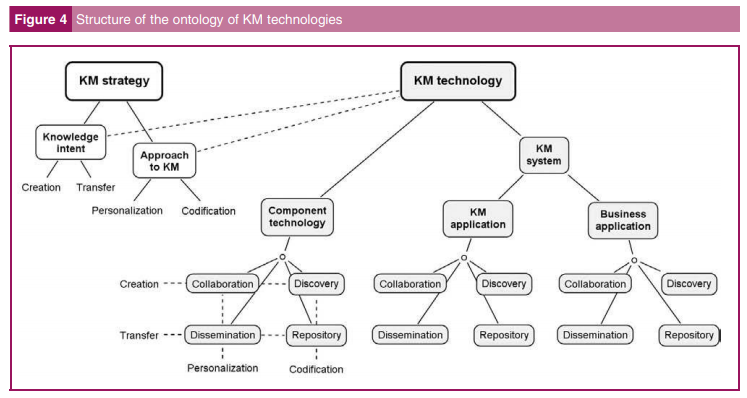 Figure 4 Structure of the ontology of KM technologies
KM strategy
KM technology
Knowledge
intent
Approach
to KM
KM
system
Creation
Transfer
Personalization
Codification
Component
technology
KM
application
Business
application
Creation
Collaboration
Discovery
Collaboration
Discovery
Collaboration
Discovery
Transfer
Dissemination
Repository
Dissemination
Repository
Dissemination
Repository
Personalization
Codification